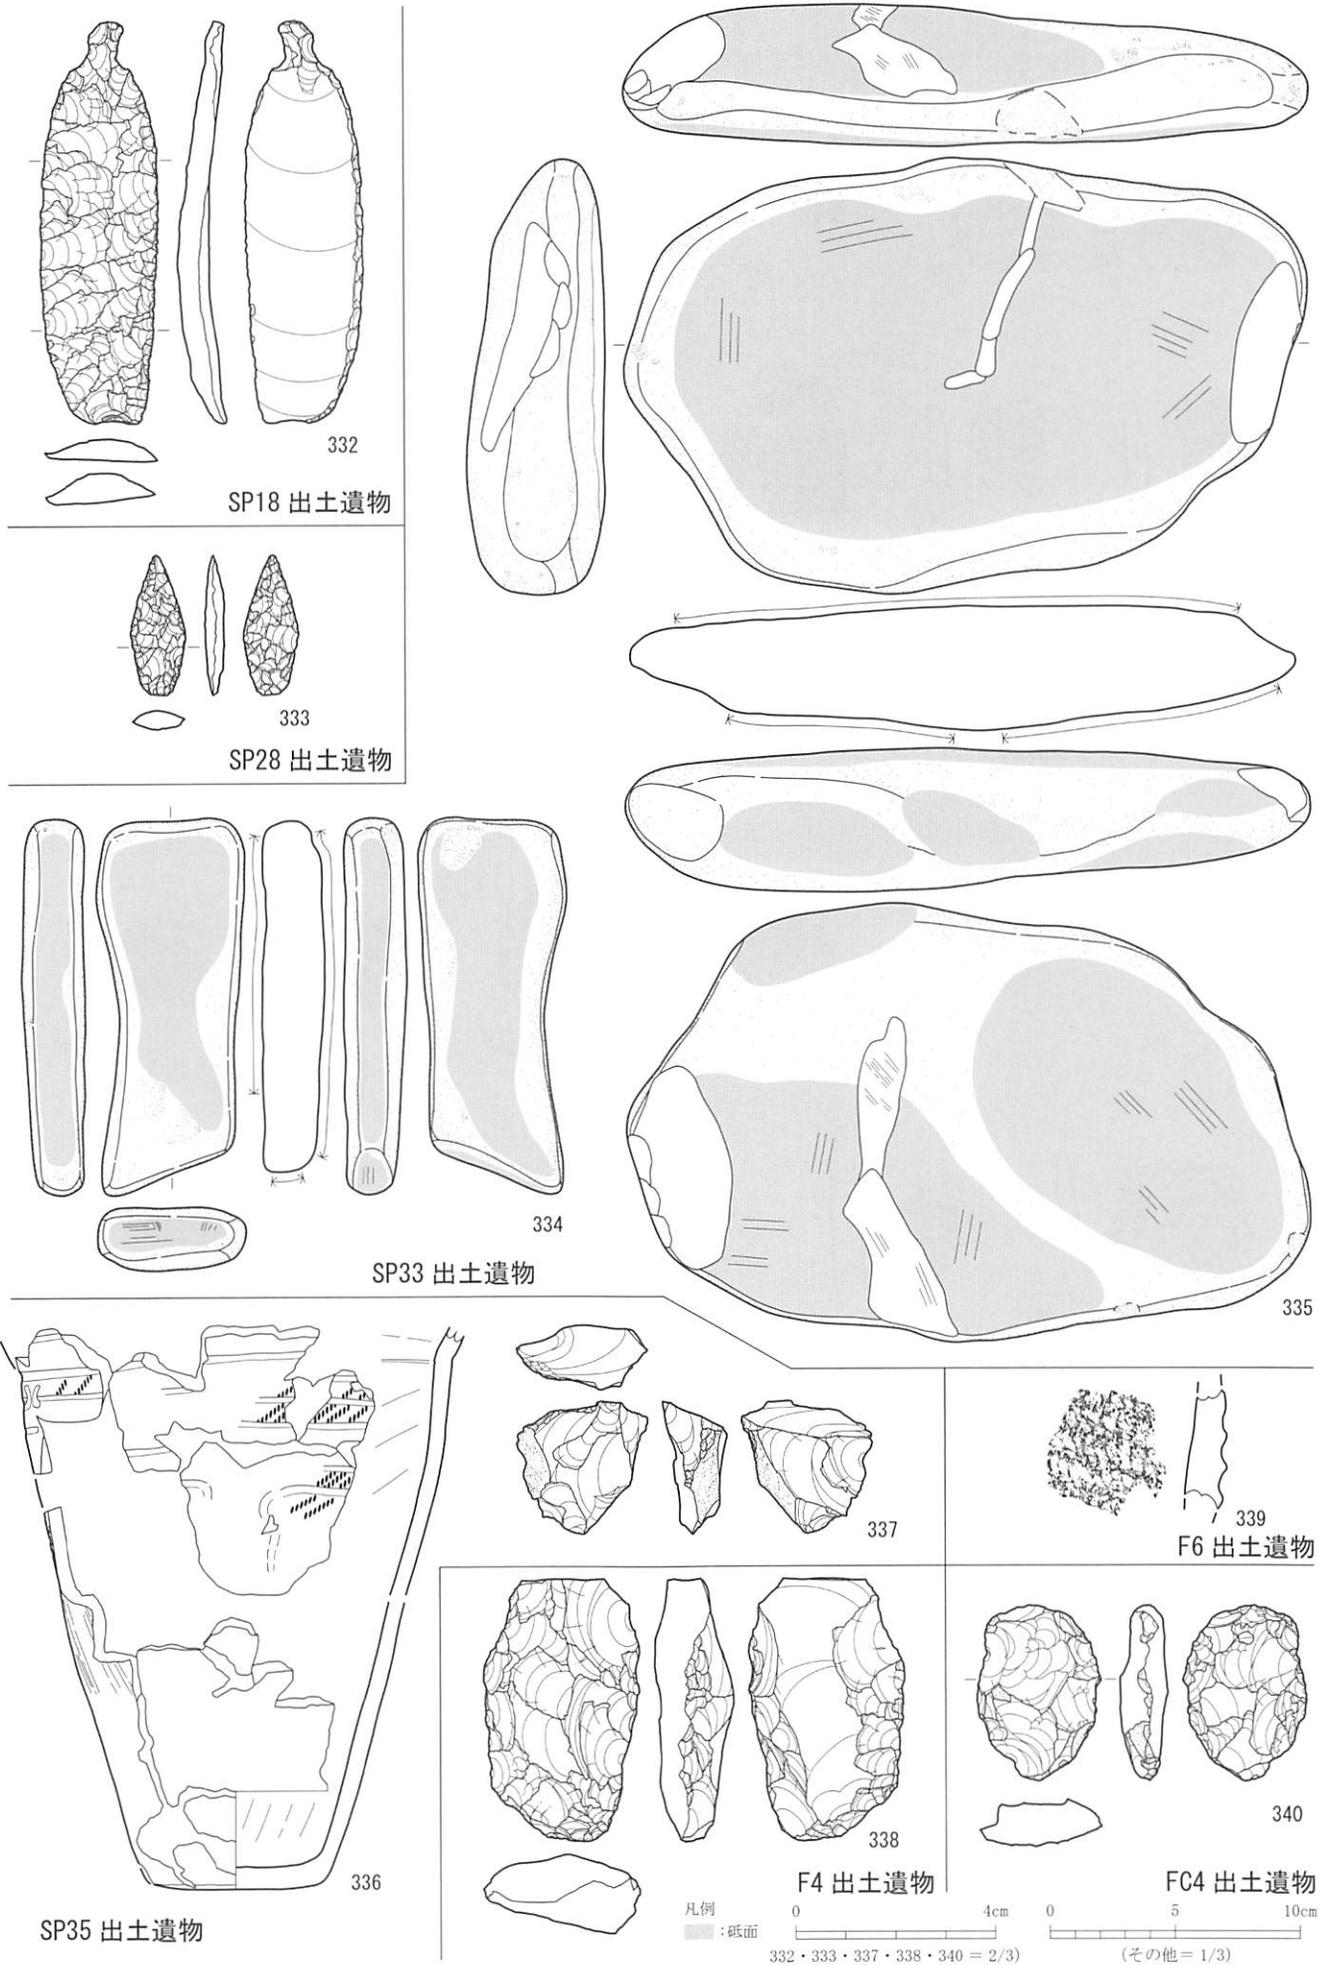 332
SP18 出土遺物
333
SP28 出土遺物
334
SP33 出土遺物
335
336
SP35 出土遺物
337
338
F4 出土遺物
339
F6 出土遺物
340
FC4 出土遺物
凡例
：砥面
0 4cm
332・333・337・338・340 = 2/3)
0 5 10cm
(その他 = 1/3)